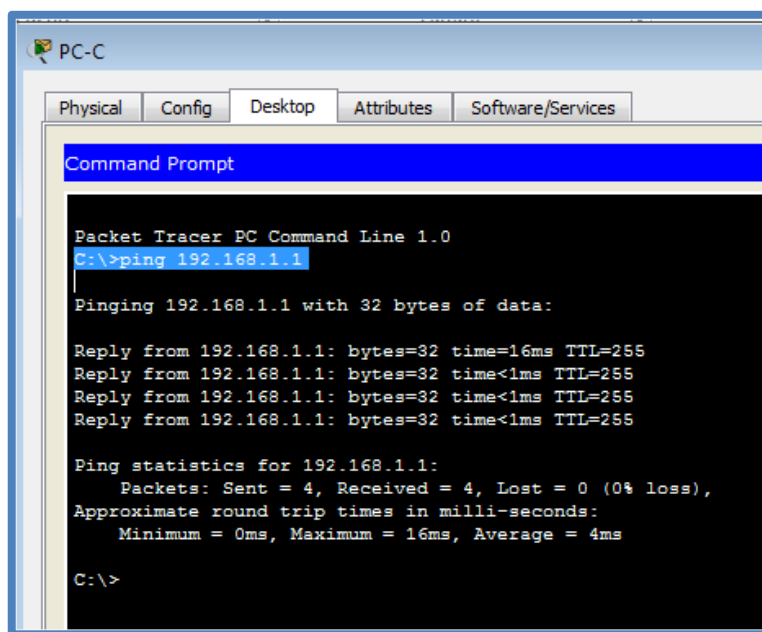 PC-C
Physical Config Desktop Attributes Software/Services
Command Prompt
Packet Tracer PC Command Line 1.0
C:\>ping 192.168.1.1
Pinging 192.168.1.1 with 32 bytes of data:
Reply from 192.168.1.1: bytes=32 time=16ms TTL=255
Reply from 192.168.1.1: bytes=32 time<1ms TTL=255
Reply from 192.168.1.1: bytes=32 time<1ms TTL=255
Reply from 192.168.1.1: bytes=32 time<1ms TTL=255
Ping statistics for 192.168.1.1:
Packets: Sent = 4, Received = 4, Lost = 0 (0% loss),
Approximate round trip times in milli-seconds:
Minimum = 0ms, Maximum = 16ms, Average = 4ms
C:\>